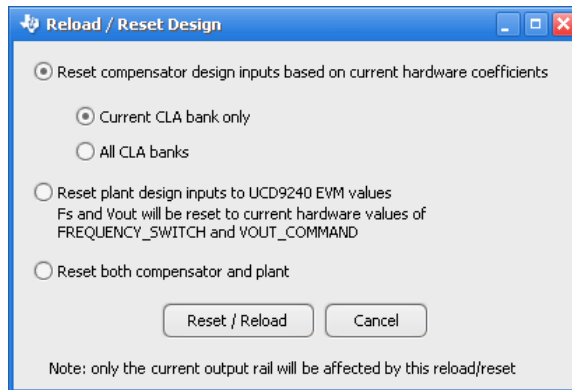 Reload / Reset Design
Reset compensator design inputs based on current hardware coefficients
Current CLA bank only
All CLA banks
Reset plant design inputs to UCD9240 EVM values
Fs and Vout will be reset to current hardware values of
FREQUENCY_SWITCH and VOUT_COMMAND
Reset both compensator and plant
Reset / Reload
Cancel
Note: only the current output rail will be affected by this reload/reset